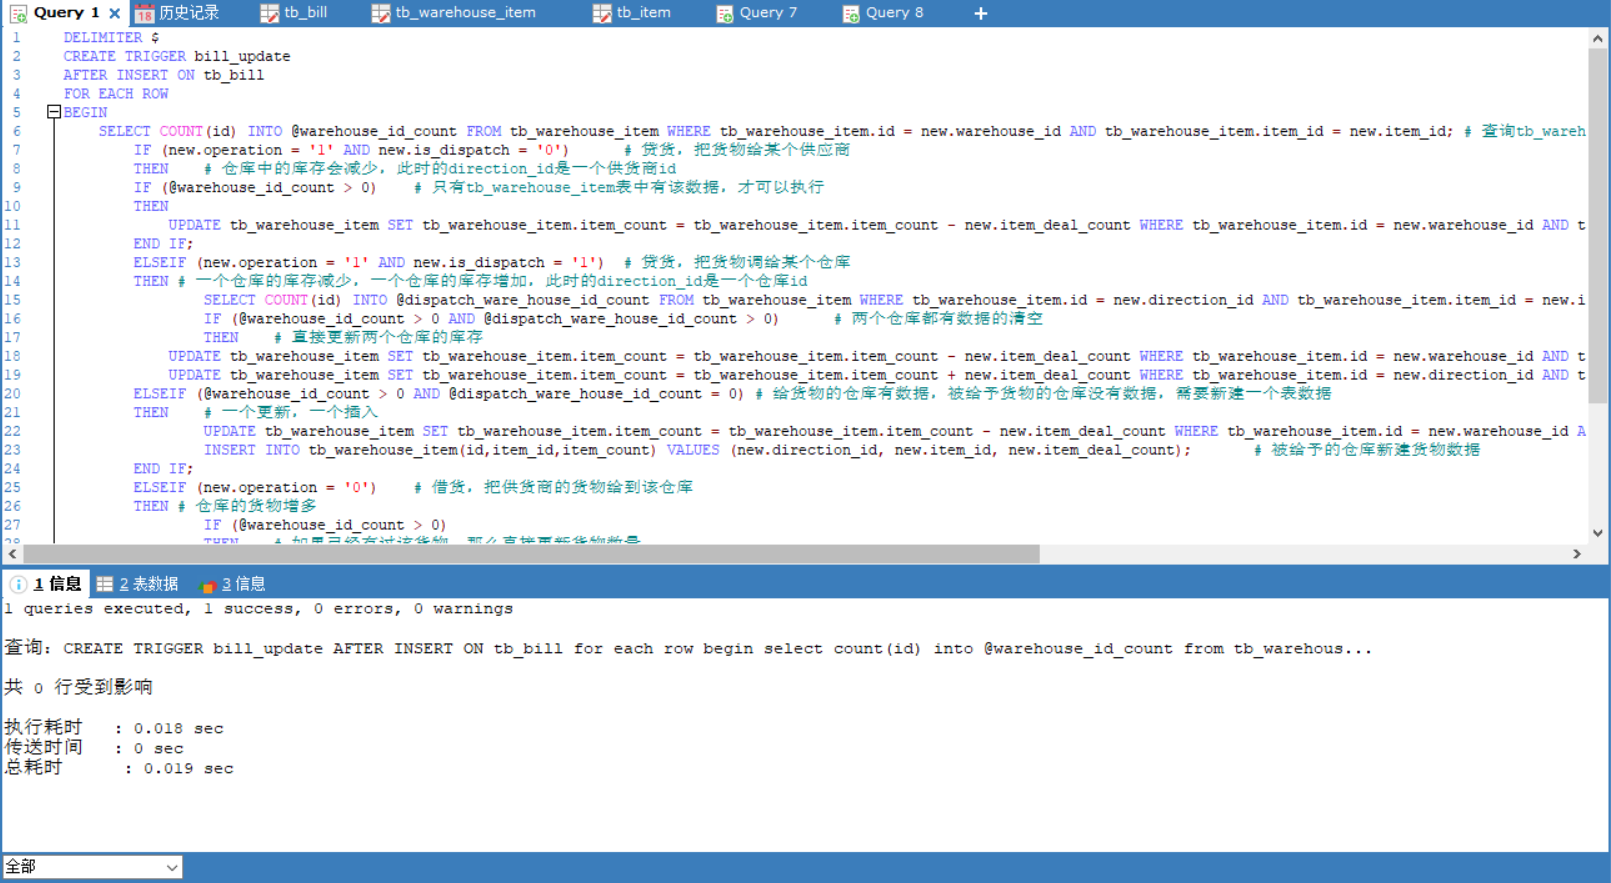 Query 1
18 历史记录
tb_bill
tb_warehouse_item
tb_item
Query 7
Query 8
1 DELIMITER $
2 CREATE TRIGGER bill_update
3 AFTER INSERT ON tb_bill
4 FOR EACH ROW
5 BEGIN
6 SELECT COUNT(id) INTO @warehouse_id_count FROM tb_warehouse_item WHERE tb_warehouse_item.id = new.warehouse_id AND tb_warehouse_item.item_id = new.item_id; # 查询tb_wareh
7 IF (new.operation = '1' AND new.is_dispatch = '0') # 贷货，把货物给某个供应商
8 THEN # 仓库中的库存会减少，此时的direction_id是一个供货商id
9 IF (@warehouse_id_count > 0) # 只有tb_warehouse_item表中有该数据，才可以执行
10 THEN
11 UPDATE tb_warehouse_item SET tb_warehouse_item.item_count = tb_warehouse_item.item_count - new.item_deal_count WHERE tb_warehouse_item.id = new.warehouse_id AND t
12 END IF;
13 ELSEIF (new.operation = '1' AND new.is_dispatch = '1') # 贷货，把货物调给某个仓库
14 THEN # 一个仓库的库存减少，一个仓库的库存增加，此时的direction_id是一个仓库id
15 SELECT COUNT(id) INTO @dispatch_ware_house_id_count FROM tb_warehouse_item WHERE tb_warehouse_item.id = new.direction_id AND tb_warehouse_item.item_id = new.i
16 IF (@warehouse_id_count > 0 AND @dispatch_ware_house_id_count > 0) # 两个仓库都有数据的清空
17 THEN # 直接更新两个仓库的库存
18 UPDATE tb_warehouse_item SET tb_warehouse_item.item_count = tb_warehouse_item.item_count - new.item_deal_count WHERE tb_warehouse_item.id = new.warehouse_id AND t
19 UPDATE tb_warehouse_item SET tb_warehouse_item.item_count = tb_warehouse_item.item_count + new.item_deal_count WHERE tb_warehouse_item.id = new.direction_id AND t
20 ELSEIF (@warehouse_id_count > 0 AND @dispatch_ware_house_id_count = 0) # 给货物的仓库有数据，被给予货物的仓库没有数据，需要新建一个表数据
21 THEN # 一个更新，一个插入
22 UPDATE tb_warehouse_item SET tb_warehouse_item.item_count = tb_warehouse_item.item_count - new.item_deal_count WHERE tb_warehouse_item.id = new.warehouse_id A
23 INSERT INTO tb_warehouse_item(id,item_id,item_count) VALUES (new.direction_id, new.item_id, new.item_deal_count); # 被给予的仓库新建货物数据
24 END IF;
25 ELSEIF (new.operation = '0') # 借货，把供货商的货物给到该仓库
26 THEN # 仓库的货物增多
27 IF (@warehouse_id_count > 0)
28 THEN # 如果已经有过该货物，那么直接更新货物数量
1 信息
2 表数据
3 信息
1 queries executed, 1 success, 0 errors, 0 warnings
查询：CREATE TRIGGER bill_update AFTER INSERT ON tb_bill for each row begin select count(id) into @warehouse_id_count from tb_warehous...
共 0 行受到影响
执行耗时 : 0.018 sec
传送时间 : 0 sec
总耗时 : 0.019 sec
全部